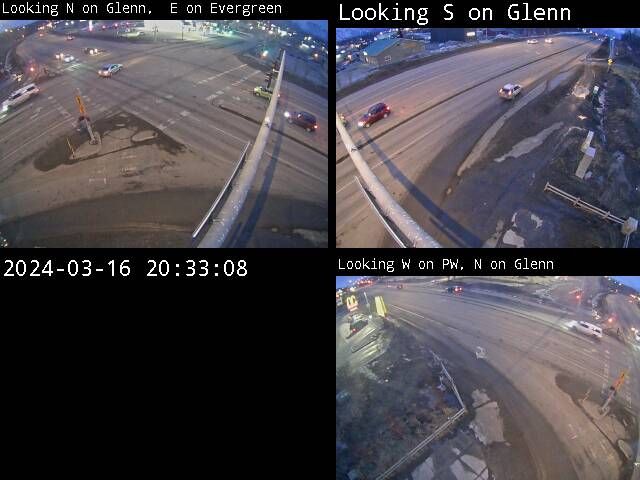 Looking N on Glenn,  E on Evergreen
Looking S on Glenn
2024-03-16 20:33:08
Looking W on PW, N on Glenn